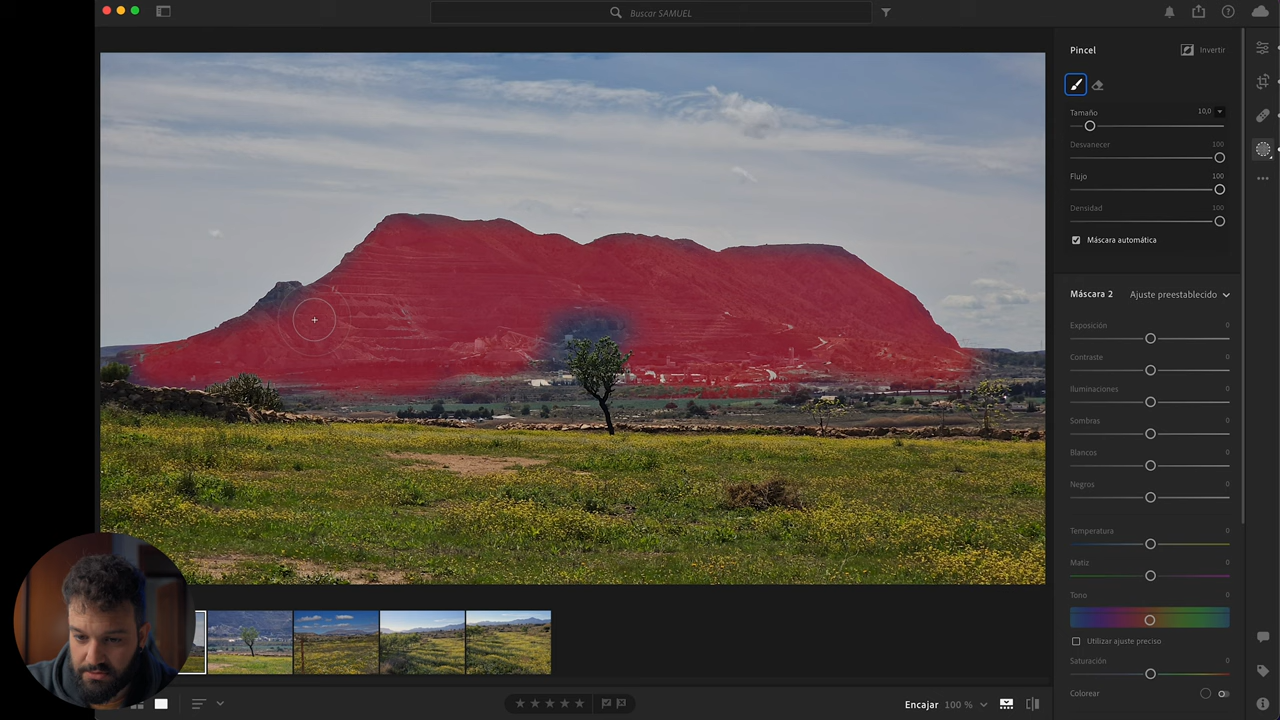 Buscar SAMUEL
Pincel
Invertir
Tamaño 10,0
Desvanecer 100
Flujo 100
Densidad 100
Máscara automática
Máscara 2 Ajuste preestablecido
Exposición 0
Contraste 0
Iluminaciones 0
Sombras 0
Blancos 0
Negros 0
Temperatura 0
Matiz 0
Tono 0
Utilizar ajuste preciso
Saturación 0
Colorear
Encajar 100 %